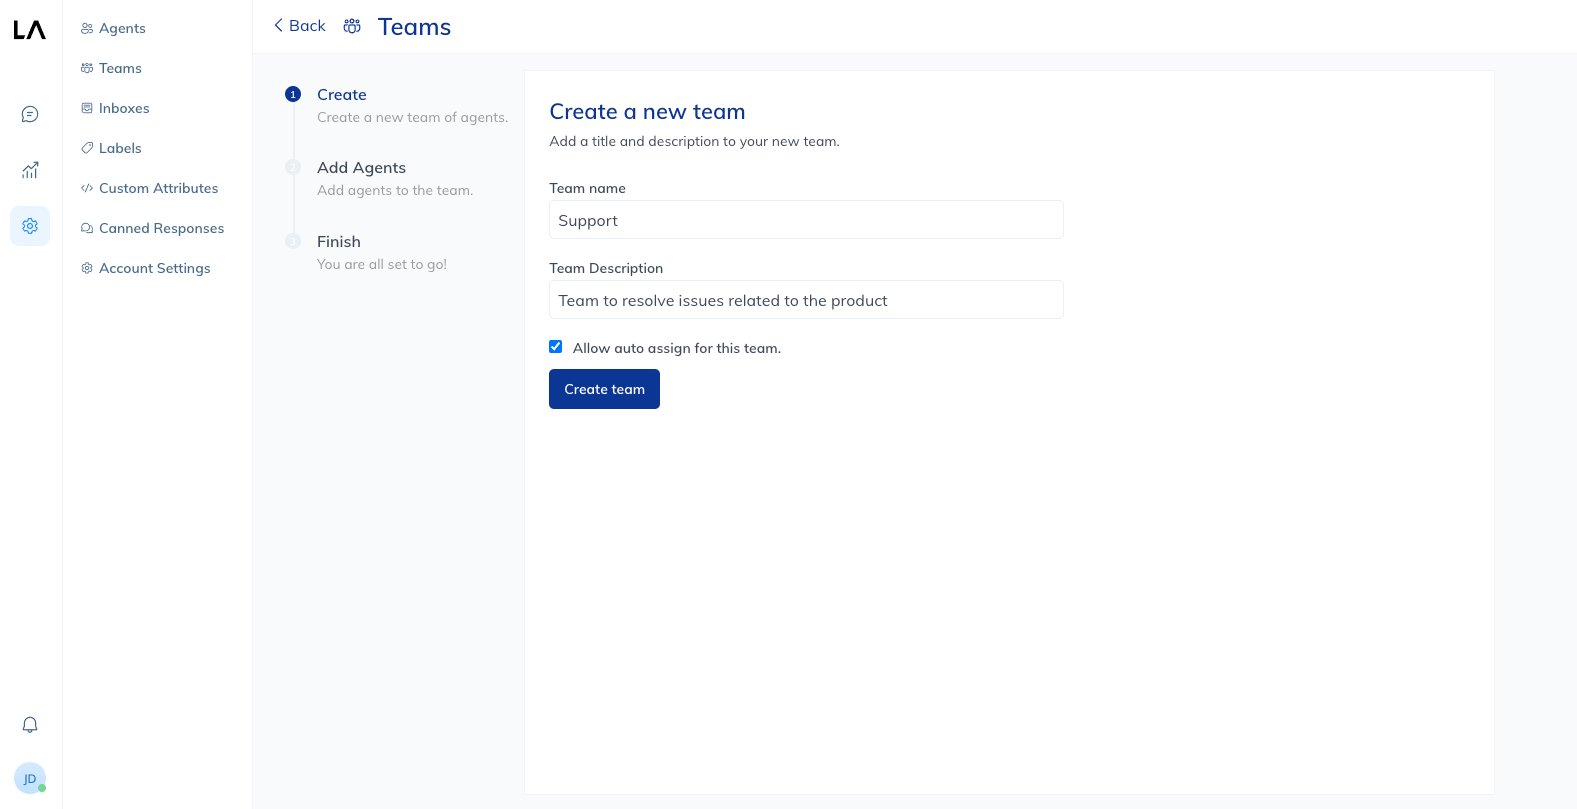 LA
Agents
Teams
Inboxes
Labels
Custom Attributes
Canned Responses
Account Settings
JD
Back
Teams
1
Create
Create a new team of agents.
2
Add Agents
Add agents to the team.
3
Finish
You are all set to go!
Create a new team
Add a title and description to your new team.
Team name
Support
Team Description
Team to resolve issues related to the product
Allow auto assign for this team.
Create team